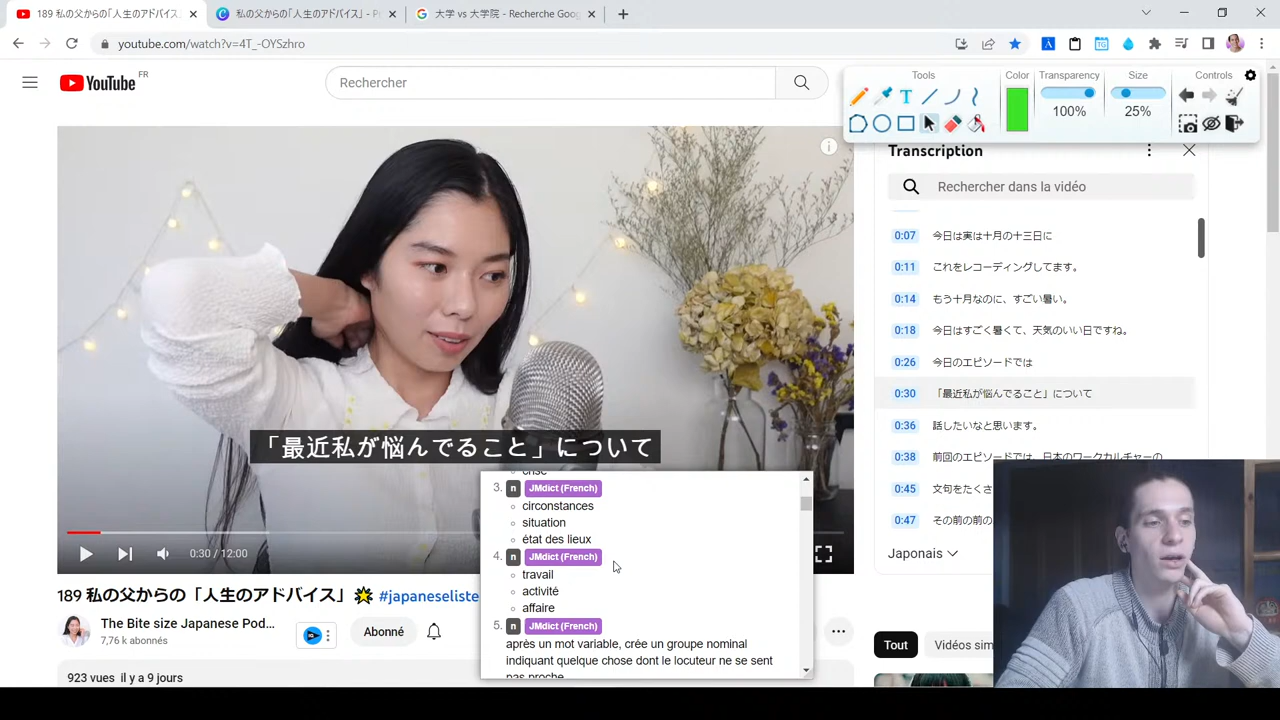 189 私の父からの「人生のアドバイス」
私の父からの「人生のアドバイス」 - P
大学 vs 大学院 - Recherche Goog
youtube.com/watch?v=4T_-OYSzhro
YouTube
FR
Rechercher
Tools
Color
Transparency
Size
Controls
100%
25%
Transcription
Rechercher dans la vidéo
0:07 今日は実は十月の十三日に
0:11 これをレコーディングしてます。
0:14 もう十月なのに、すごい暑い。
0:18 今日はすごく暑くて、天気のいい日ですね。
0:26 今日のエピソードでは
0:30 「最近私が悩んでること」について
0:36 話したいなと思います。
0:38 前回のエピソードでは、日本のワークカルチャーの
0:45 文句をたくさ
0:47 その前の前の
Japonais
「最近私が悩んでること」について
0:30 / 12:00
crise
3. n JMdict (French)
circonstances
situation
état des lieux
4. n JMdict (French)
travail
activité
affaire
5. n JMdict (French)
après un mot variable, crée un groupe nominal
indiquant quelque chose dont le locuteur ne se sent
pas proche
189 私の父からの「人生のアドバイス」🌟 #japaneseliste
The Bite size Japanese Pod...
7,76 k abonnés
Abonné
Tout
Vidéos sim
923 vues il y a 9 jours